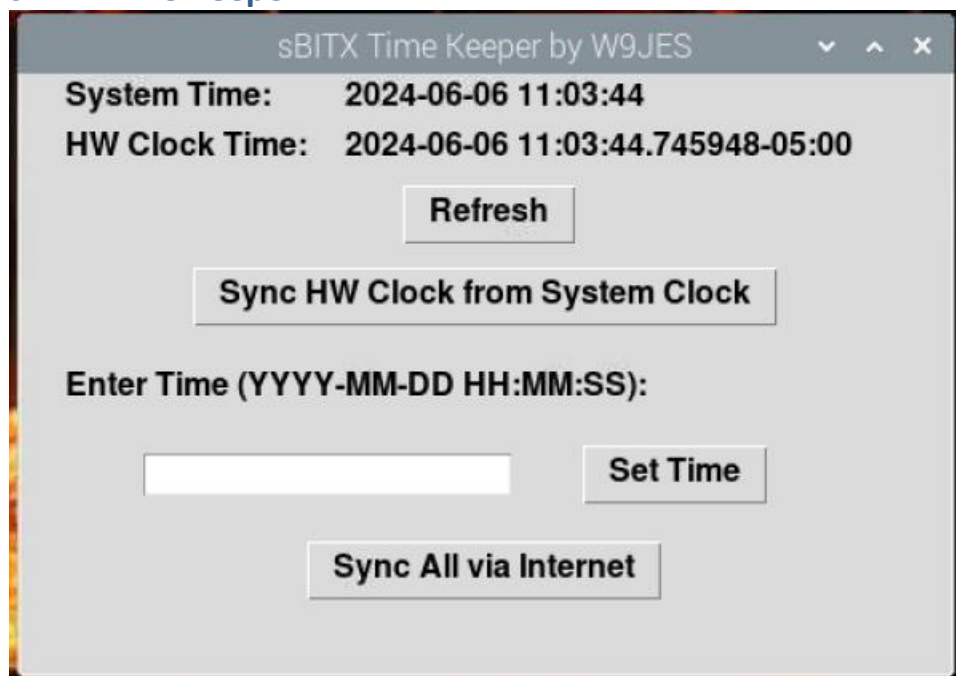 sBITX Time Keeper by W9JES
System Time: 2024-06-06 11:03:44
HW Clock Time: 2024-06-06 11:03:44.745948-05:00
Refresh
Sync HW Clock from System Clock
Enter Time (YYYY-MM-DD HH:MM:SS):
Set Time
Sync All via Internet